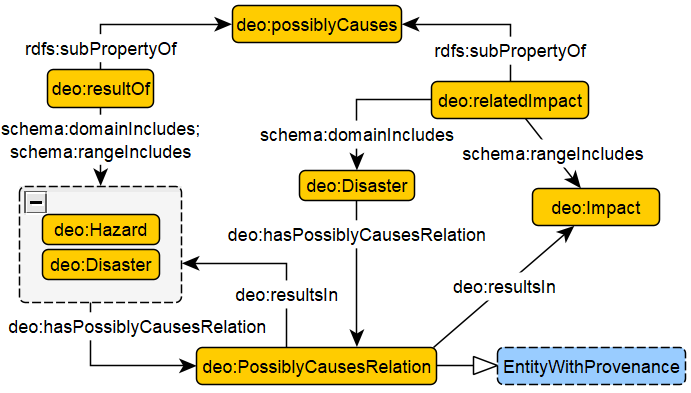 deo:possiblyCauses
rdfs:subPropertyOf
rdfs:subPropertyOf
deo:resultOf
deo:relatedImpact
schema:domainIncludes;
schema:rangeIncludes
schema:domainIncludes
schema:rangeIncludes
deo:Disaster
deo:Impact
deo:Hazard
deo:Disaster
deo:hasPossiblyCausesRelation
deo:resultsIn
deo:resultsIn
deo:hasPossiblyCausesRelation
deo:PossiblyCausesRelation
EntityWithProvenance